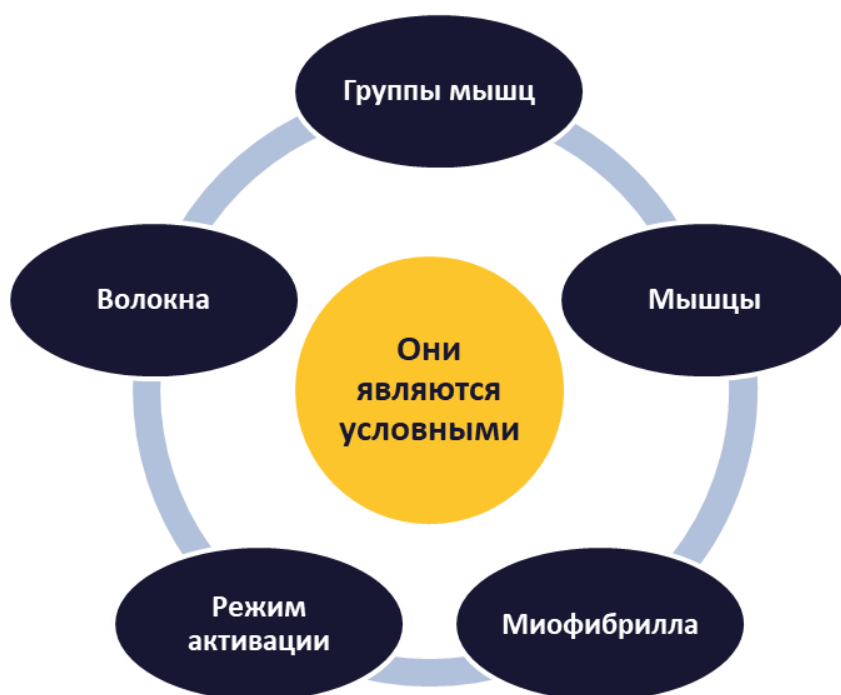 Группы мышц
Волокна
Мышцы
Они
являются
условными
Режим
активации
Миофибрилла